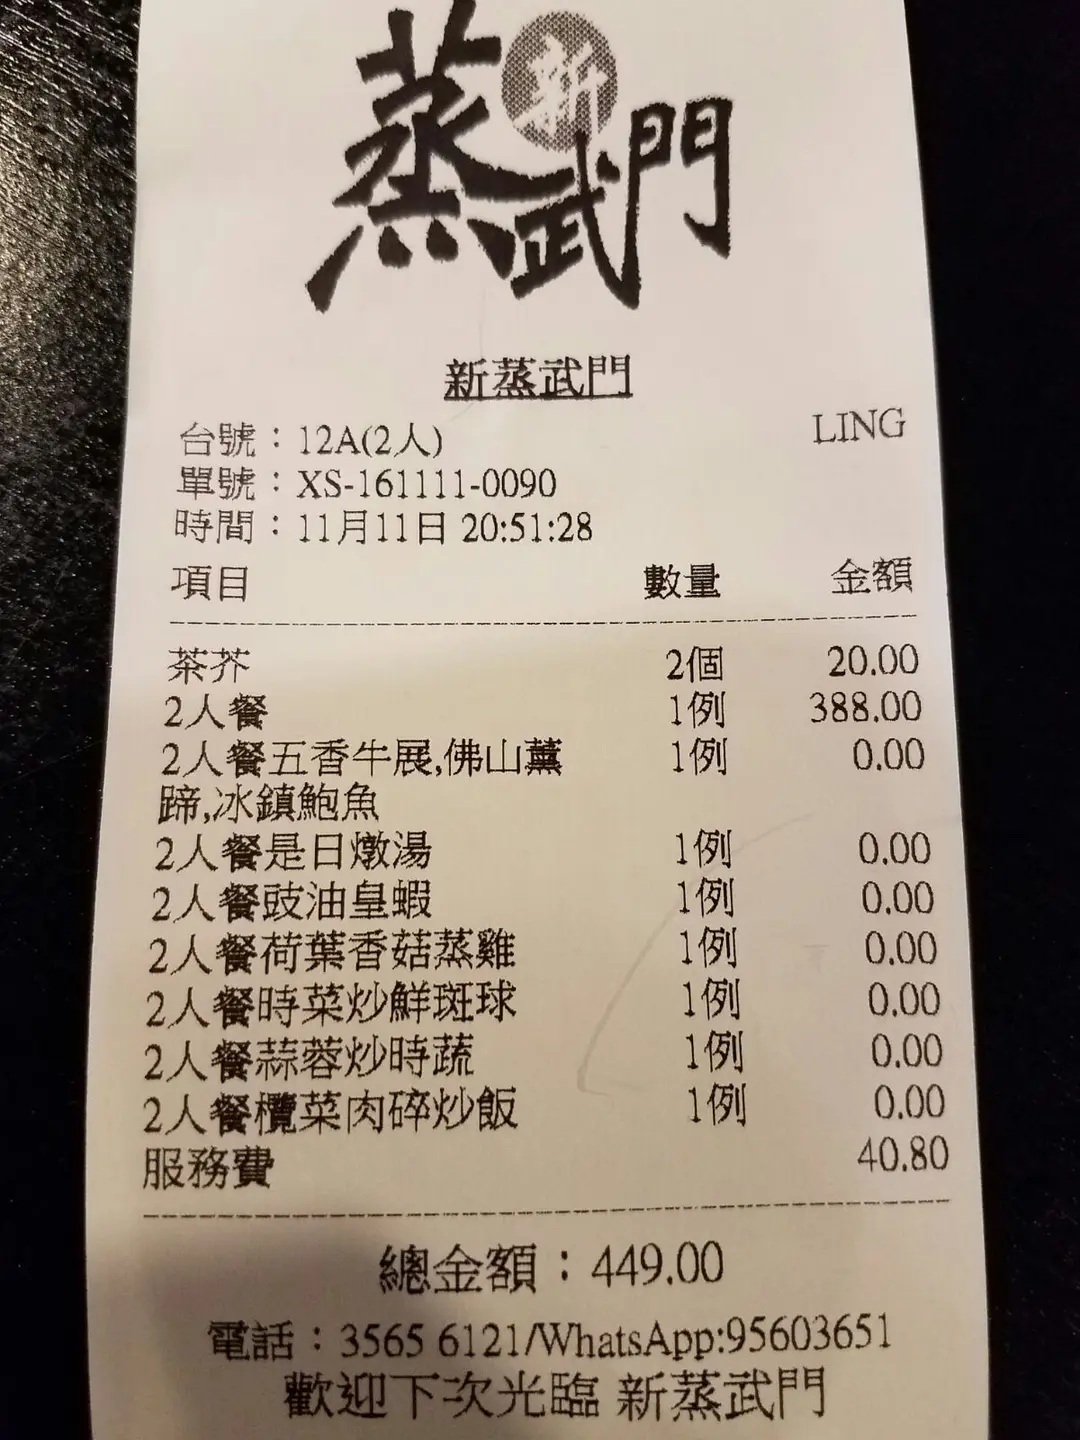 蒸新武門
新蒸武門
LING
台號：12A(2人)
單號：XS-161111-0090
時間：11月11日 20:51:28
項目 數量 金額
茶芥 2個 20.00
2人餐 1例 388.00
2人餐五香牛展,佛山薰 1例 0.00
蹄,冰鎮鮑魚
2人餐是日燉湯 1例 0.00
2人餐豉油皇蝦 1例 0.00
2人餐荷葉香菇蒸雞 1例 0.00
2人餐時菜炒鮮斑球 1例 0.00
2人餐蒜蓉炒時蔬 1例 0.00
2人餐欖菜肉碎炒飯 1例 0.00
服務費 40.80
總金額：449.00
電話：3565 6121/WhatsApp:95603651
歡迎下次光臨 新蒸武門